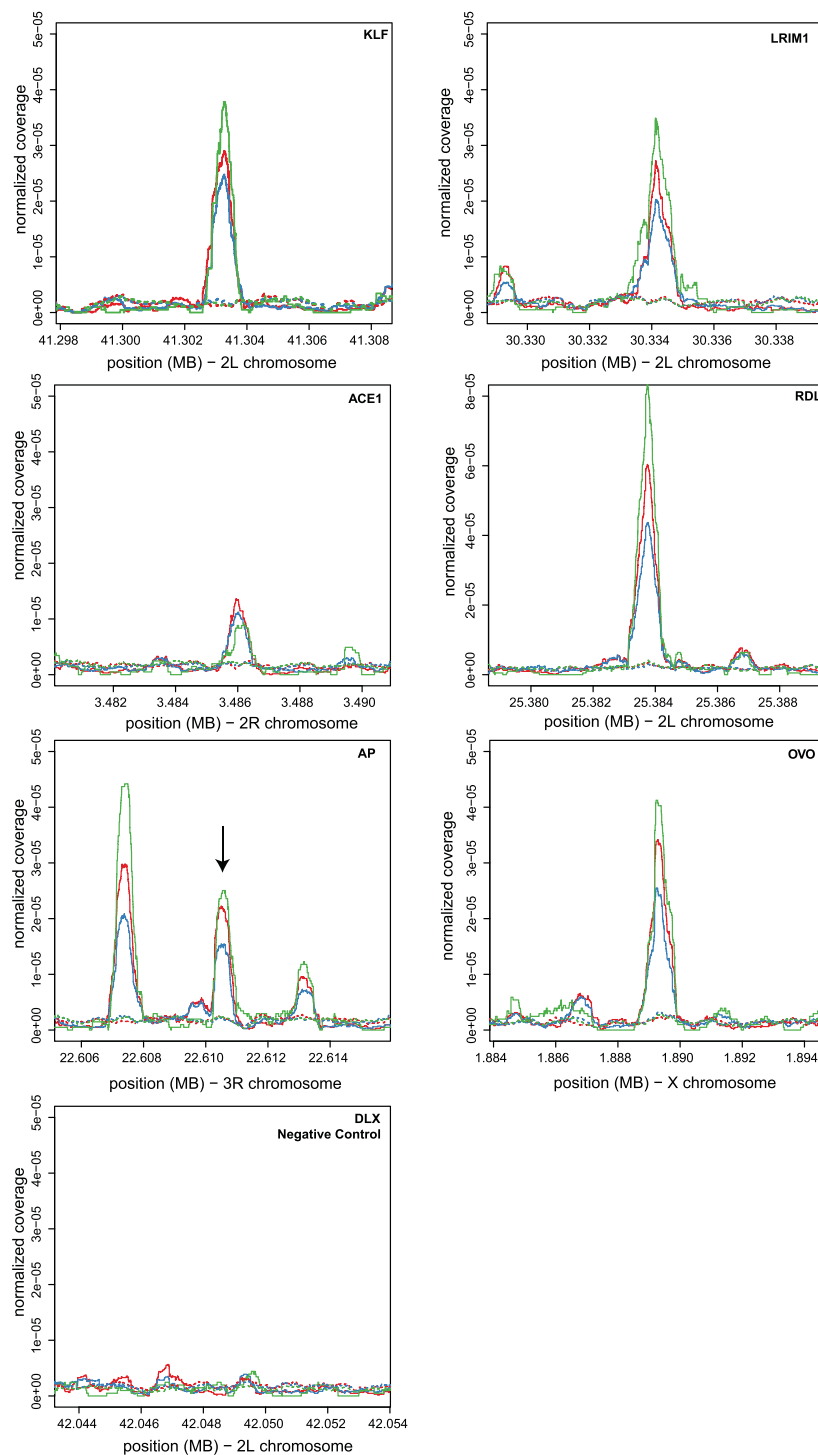 KLF
normalized coverage
0e+00 1e-05 2e-05 3e-05 4e-05 5e-05
41.298 41.300 41.302 41.304 41.306 41.308
position (MB) − 2L chromosome
LRIM1
normalized coverage
0e+00 1e-05 2e-05 3e-05 4e-05 5e-05
30.330 30.332 30.334 30.336 30.338
position (MB) − 2L chromosome
ACE1
normalized coverage
0e+00 1e-05 2e-05 3e-05 4e-05 5e-05
3.482 3.484 3.486 3.488 3.490
position (MB) − 2R chromosome
RDL
normalized coverage
0e+00 2e-05 4e-05 6e-05 8e-05
25.380 25.382 25.384 25.386 25.388
position (MB) − 2L chromosome
AP
normalized coverage
0e+00 1e-05 2e-05 3e-05 4e-05 5e-05
22.606 22.608 22.610 22.612 22.614
position (MB) − 3R chromosome
OVO
normalized coverage
0e+00 1e-05 2e-05 3e-05 4e-05 5e-05
1.884 1.886 1.888 1.890 1.892 1.894
position (MB) − X chromosome
DLX
Negative Control
normalized coverage
0e+00 1e-05 2e-05 3e-05 4e-05 5e-05
42.044 42.046 42.048 42.050 42.052 42.054
position (MB) − 2L chromosome